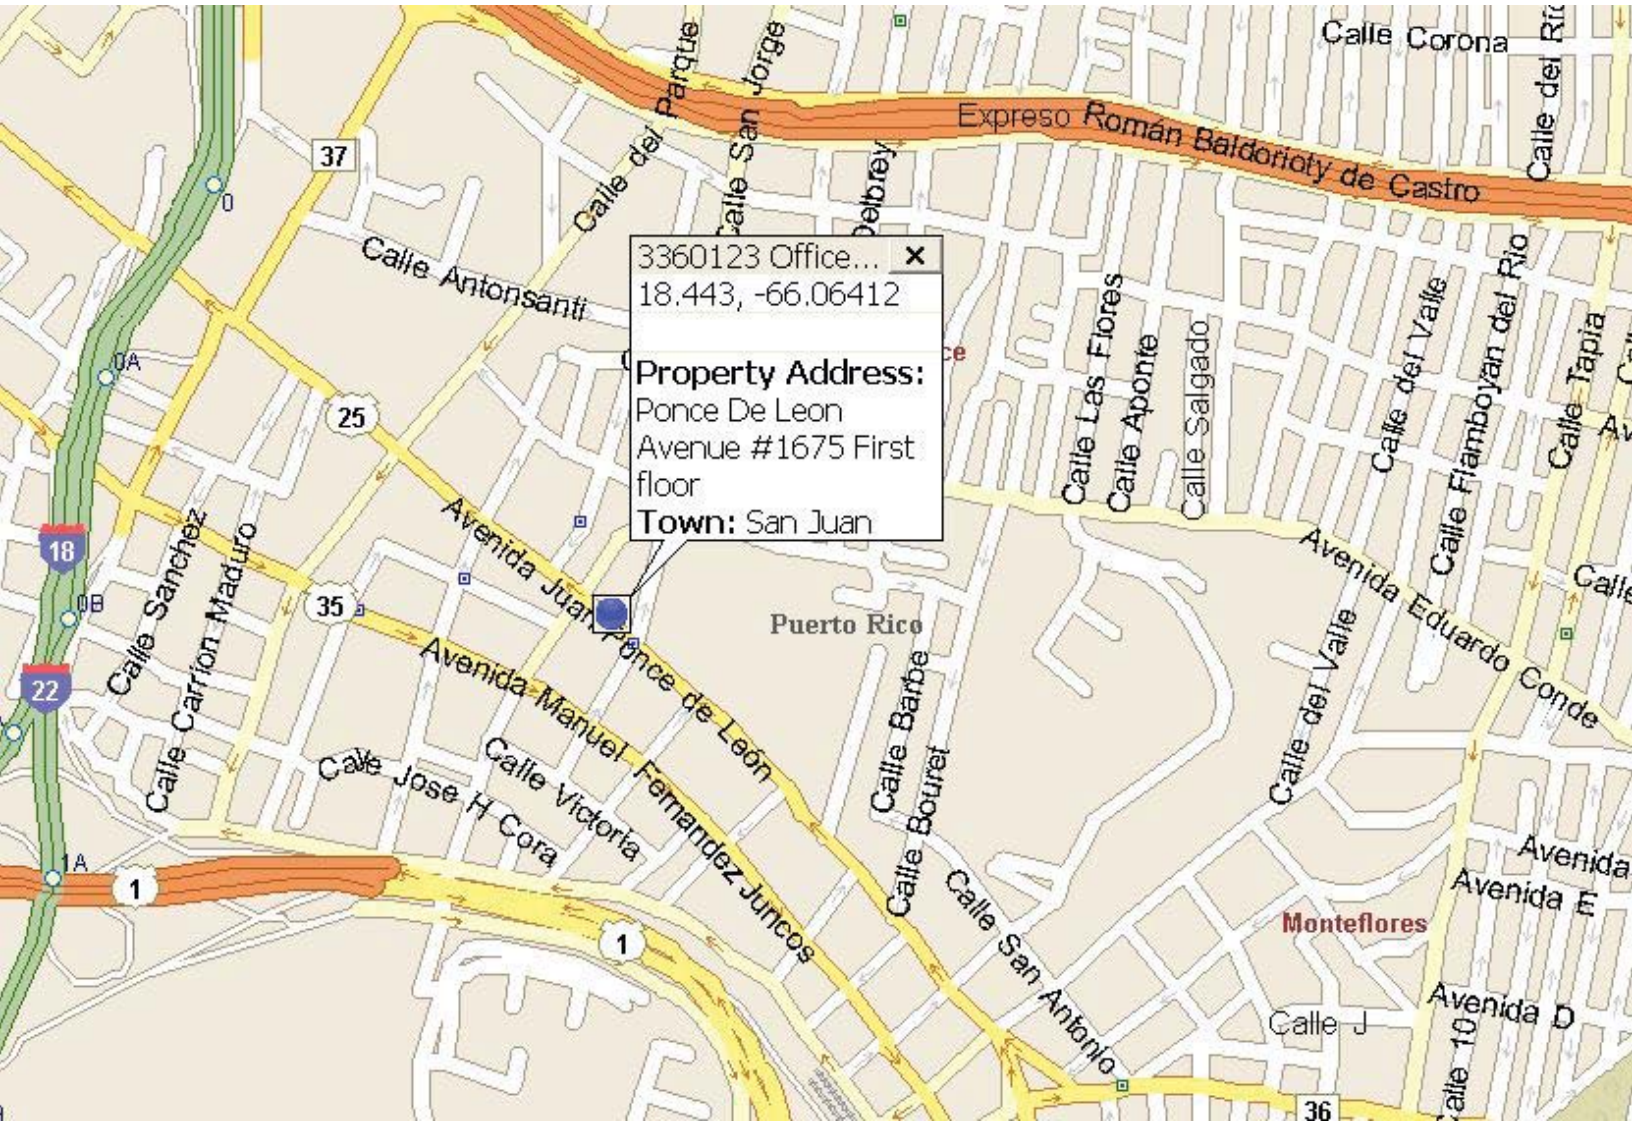 Calle Corona
Calle del Río
Calle del Parque
Calle San Jorge
Expreso Román Baldorioty de Castro
37
0
Delbrey
Calle Antonsanti
3360123 Office...
18.443, -66.06412
Property Address:
Ponce De Leon
Avenue #1675 First
floor
Town: San Juan
ce
0A
25
Calle Las Flores
Calle Aponte
Calle Salgado
Calle del Valle
Calle Flamboyan del Rio
Calle Tapia
Av
18
Calle Sanchez
Calle Carrion Maduro
Avenida Juan Ponce de León
Avenida Eduardo Conde
Calle
0B
35
Puerto Rico
22
Avenida Manuel Fernandez Juncos
Calle Barbe
Calle Bouret
Calle del Valle
Calle Jose H Cora
Calle Victoria
1A
1
Avenida
Avenida E
Calle San Antonio
Monteflores
1
Avenida D
Calle J
Calle 10
36